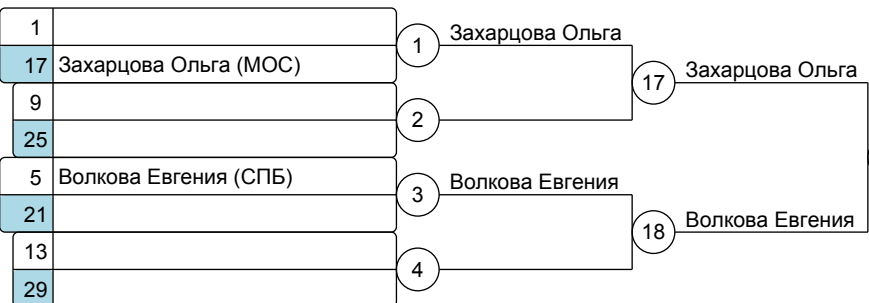 1
17 Захарцова Ольга (МОС)
1 Захарцова Ольга
9
25
2
17 Захарцова Ольга
5 Волкова Евгения (СПБ)
21
3 Волкова Евгения
13
29
4
18 Волкова Евгения